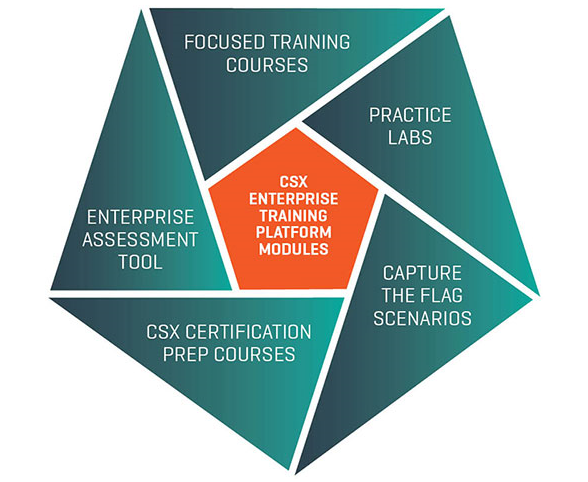 FOCUSED TRAINING
COURSES
PRACTICE
LABS
CSX
ENTERPRISE
TRAINING
PLATFORM
MODULES
ENTERPRISE
ASSESSMENT
TOOL
CAPTURE
THE FLAG
SCENARIOS
CSX CERTIFICATION
PREP COURSES